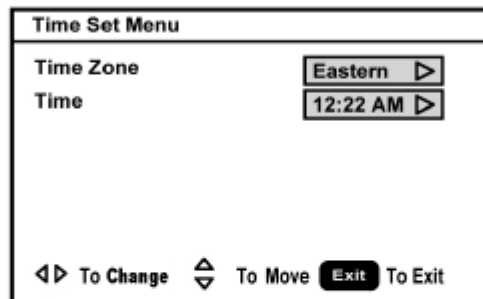 Time Set Menu
Time Zone Eastern
Time 12:22 AM
To Change To Move Exit To Exit